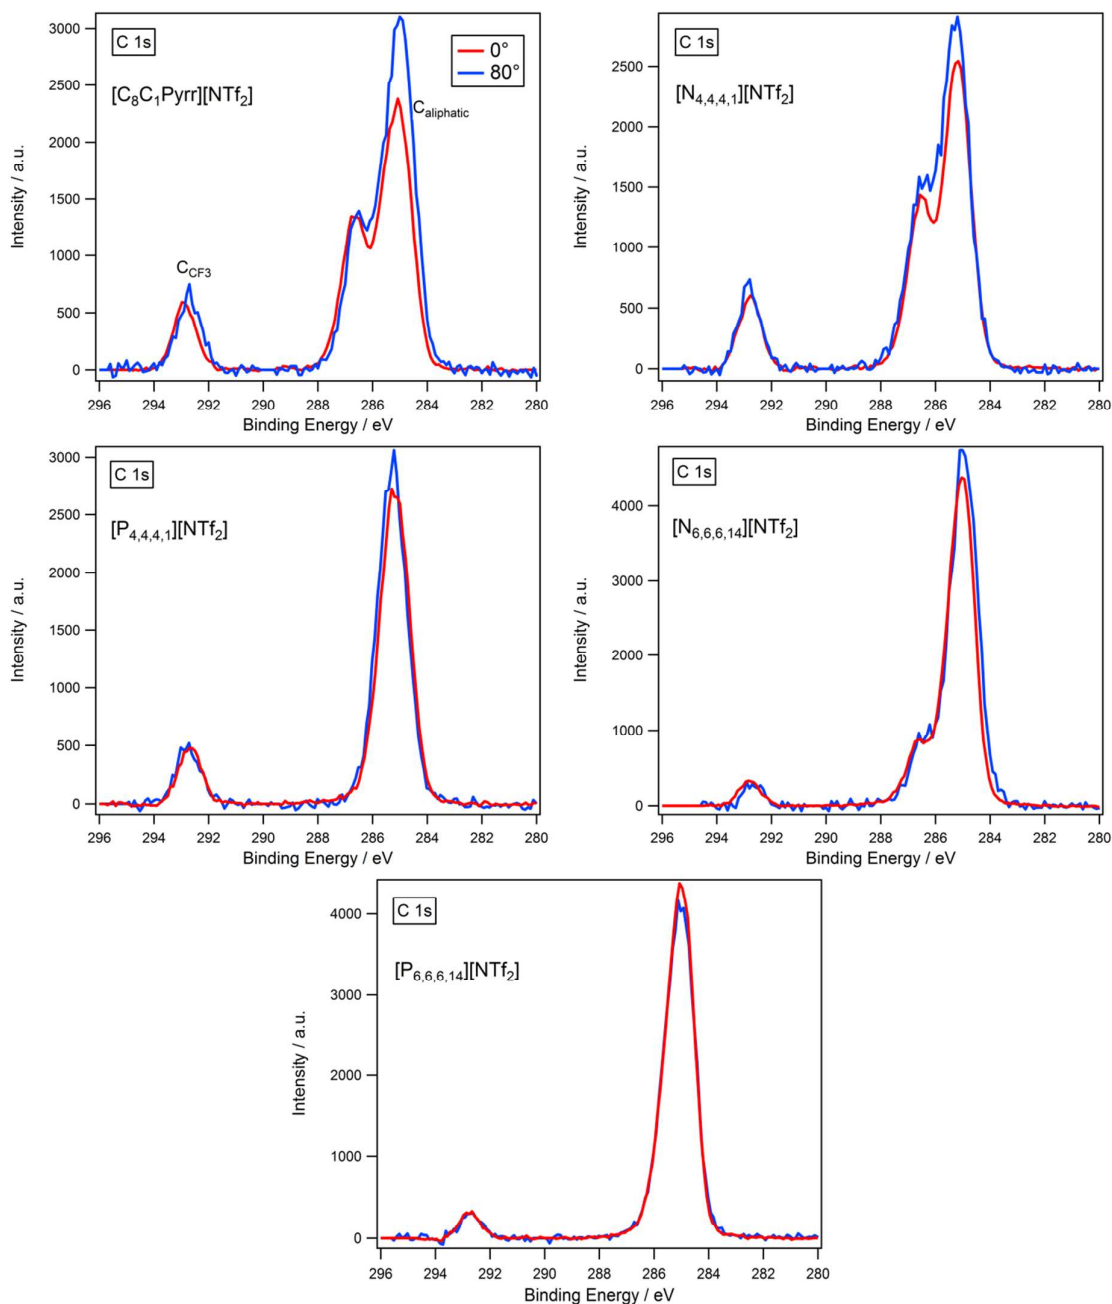 C 1s
[C8C1Pyrr][NTf2]
0°
80°
Caliphatic
CCF3
3000
2500
2000
1500
1000
500
0
Intensity / a.u.
296 294 292 290 288 286 284 282 280
Binding Energy / eV
C 1s
[N4,4,4,1][NTf2]
2500
2000
1500
1000
500
0
Intensity / a.u.
296 294 292 290 288 286 284 282 280
Binding Energy / eV
C 1s
[P4,4,4,1][NTf2]
3000
2500
2000
1500
1000
500
0
Intensity / a.u.
296 294 292 290 288 286 284 282 280
Binding Energy / eV
C 1s
[N6,6,6,14][NTf2]
4000
3000
2000
1000
0
Intensity / a.u.
296 294 292 290 288 286 284 282 280
Binding Energy / eV
C 1s
[P6,6,6,14][NTf2]
4000
3000
2000
1000
0
Intensity / a.u.
296 294 292 290 288 286 284 282 280
Binding Energy / eV